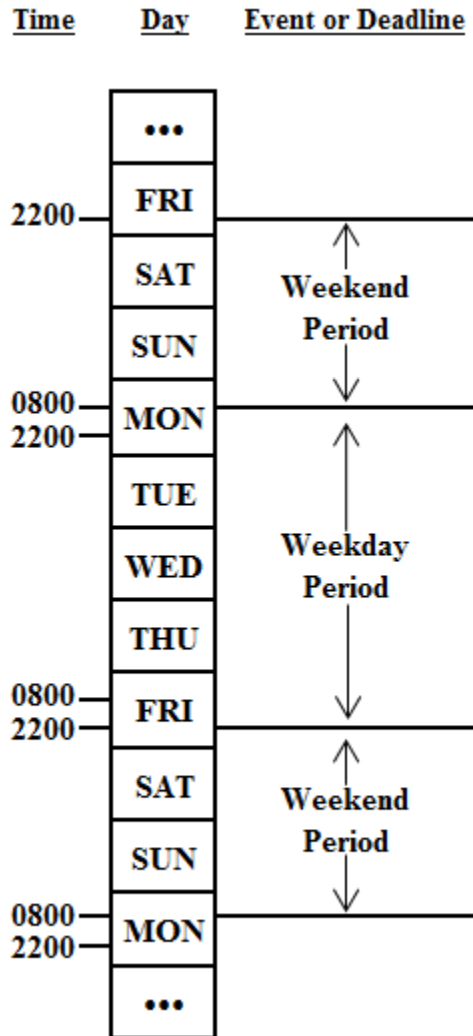 Time Day Event or Deadline
•••
2200 FRI
SAT Weekend
Period
SUN
0800
MON
2200
TUE
Weekday
WED
Period
THU
0800
FRI
2200
SAT Weekend
Period
SUN
0800
MON
2200
•••